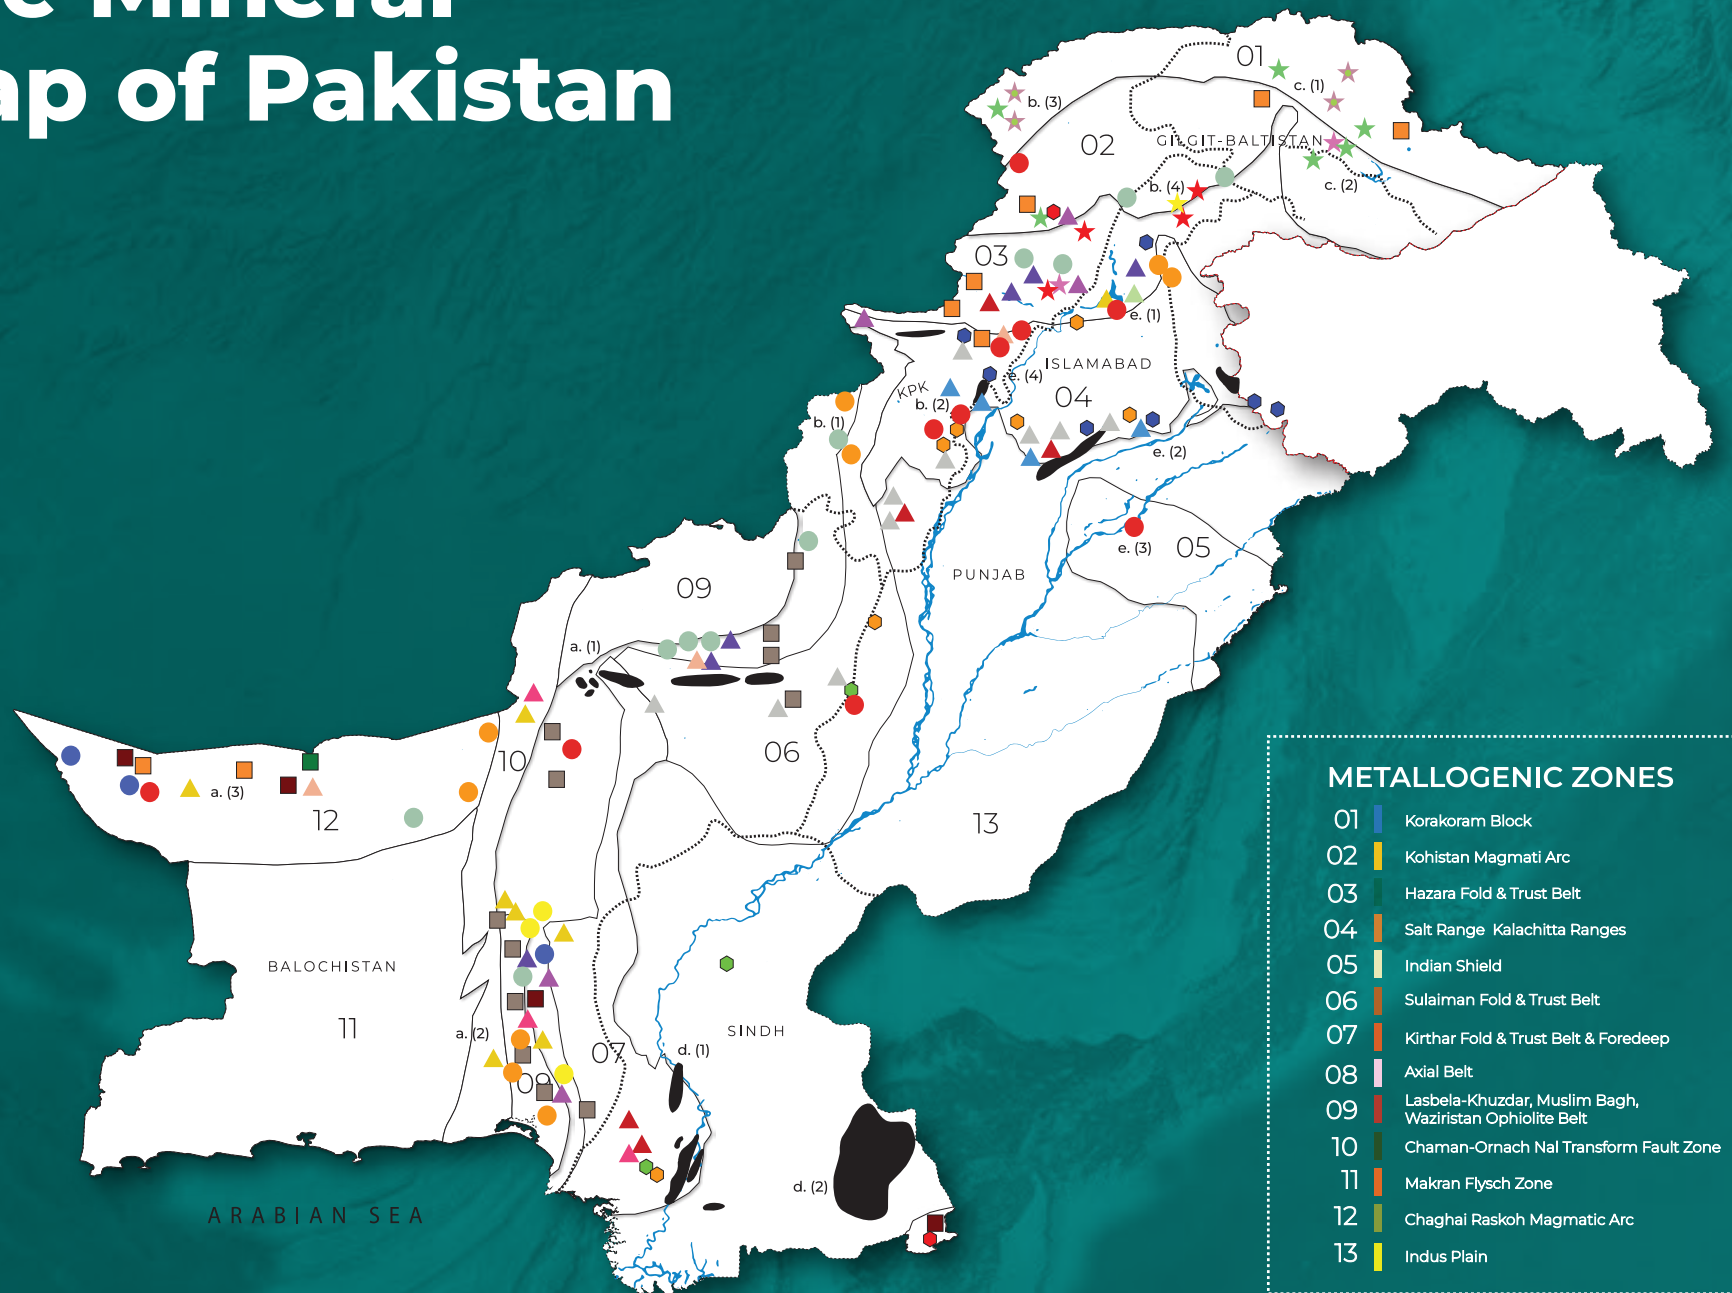 Mineral
ap of Pakistan
01
c. (1)
b. (3)
02
GILGIT-BALTISTAN
b. (4)
c. (2)
03
e. (1)
ISLAMABAD
e. (4)
KPK
04
b. (2)
b. (1)
e. (2)
e. (3)
05
PUNJAB
09
a. (1)
06
10
a. (3)
12
13
BALOCHISTAN
11
a. (2)
SINDH
07
d. (1)
09
d. (2)
ARABIAN SEA
METALLOGENIC ZONES
01 Korakoram Block
02 Kohistan Magmati Arc
03 Hazara Fold & Trust Belt
04 Salt Range Kalachitta Ranges
05 Indian Shield
06 Sulaiman Fold & Trust Belt
07 Kirthar Fold & Trust Belt & Foredeep
08 Axial Belt
09 Lasbela-Khuzdar, Muslim Bagh,
Waziristan Ophiolite Belt
10 Chaman-Ornach Nal Transform Fault Zone
11 Makran Flysch Zone
12 Chaghai Raskoh Magmatic Arc
13 Indus Plain